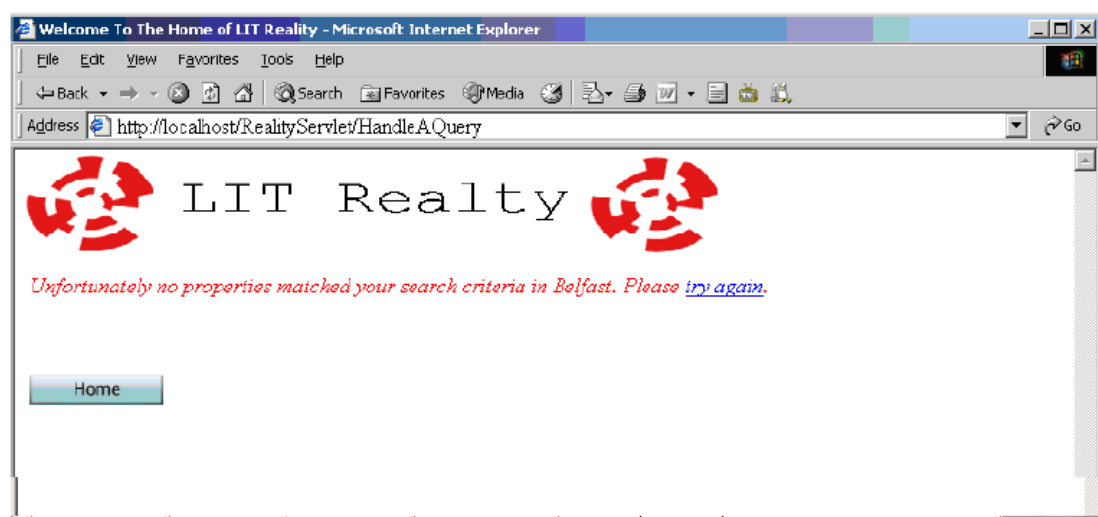 Welcome To The Home of LIT Reality - Microsoft Internet Explorer
File Edit View Favorites Tools Help
Back Search Favorites Media
Address http://localhost/RealityServlet/HandleAQuery Go
LIT Realty
Unfortunately no properties matched your search criteria in Belfast. Please try again.
Home